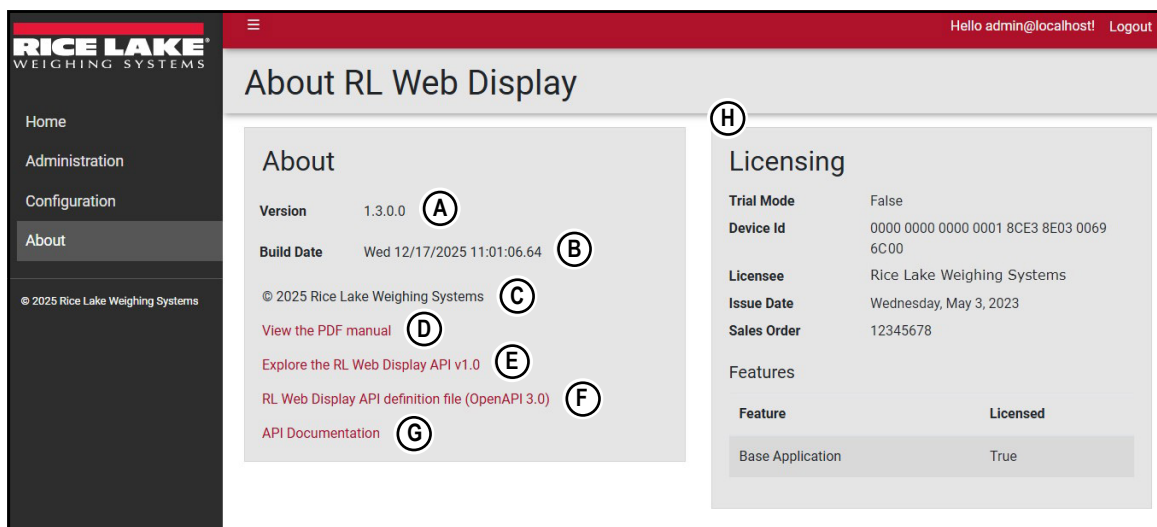 RICE LAKE®
WEIGHING SYSTEMS
Home
Administration
Configuration
About
© 2025 Rice Lake Weighing Systems
☰
Hello admin@localhost! Logout
About RL Web Display
About
Version 1.3.0.0 A
Build Date Wed 12/17/2025 11:01:06.64 B
© 2025 Rice Lake Weighing Systems C
View the PDF manual D
Explore the RL Web Display API v1.0 E
RL Web Display API definition file (OpenAPI 3.0) F
API Documentation G
H
Licensing
Trial Mode False
Device Id 0000 0000 0000 0001 8CE3 8E03 0069
6C00
Licensee Rice Lake Weighing Systems
Issue Date Wednesday, May 3, 2023
Sales Order 12345678
Features
Feature Licensed
Base Application True